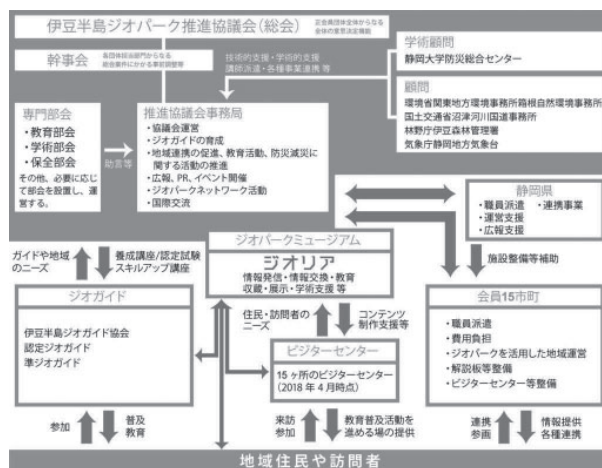 伊豆半島ジオパーク推進協議会(総会)
正会員団体全体からなる
会体の意思決定機能
幹事会
各団体担当部門からなる
総会案件にかかる事前調整等
技術的支援・学術的支援
講師派遣・各種事業連携 等
学術顧問
静岡大学防災総合センター
顧問
環境省関東地方環境事務所箱根自然環境事務所
国土交通省沼津河川国道事務所
林野庁伊豆森林管理署
気象庁静岡地方気象台
専門部会
・教育部会
・学術部会
・保全部会
その他、必要に応じ
て部会を設置し、運
営する。
助言等
推進協議会事務局
・協議会運営
・ジオガイドの育成
・地域連携の促進、教育活動、防災減災に
関する活動の推進
・広報、PR、イベント開催
・ジオパークネットワーク活動
・国際交流
静岡県
・職員派遣 ・連携事業
・運営支援
・広報支援
ジオパークミュージアム
ジオリア
情報発信・情報交換・教育
収蔵・展示・学術支援 等
ガイドや地域
のニーズ
養成講座/認定試験
スキルアップ講座
施設整備等補助
ジオガイド
伊豆半島ジオガイド協会
認定ジオガイド
準ジオガイド
住民・訪問者の
ニーズ
コンテンツ
制作支援等
ビジターセンター
15ヶ所のビジターセンター
(2018年4月時点)
会員15市町
・職員派遣
・費用負担
・ジオパークを活用した地域運営
・解説板等整備
・ビジターセンター等整備
参加
普及
教育
来訪
参加
教育普及活動を
進める場の提供
連携
参画
情報提供
各種連携
地域住民や訪問者